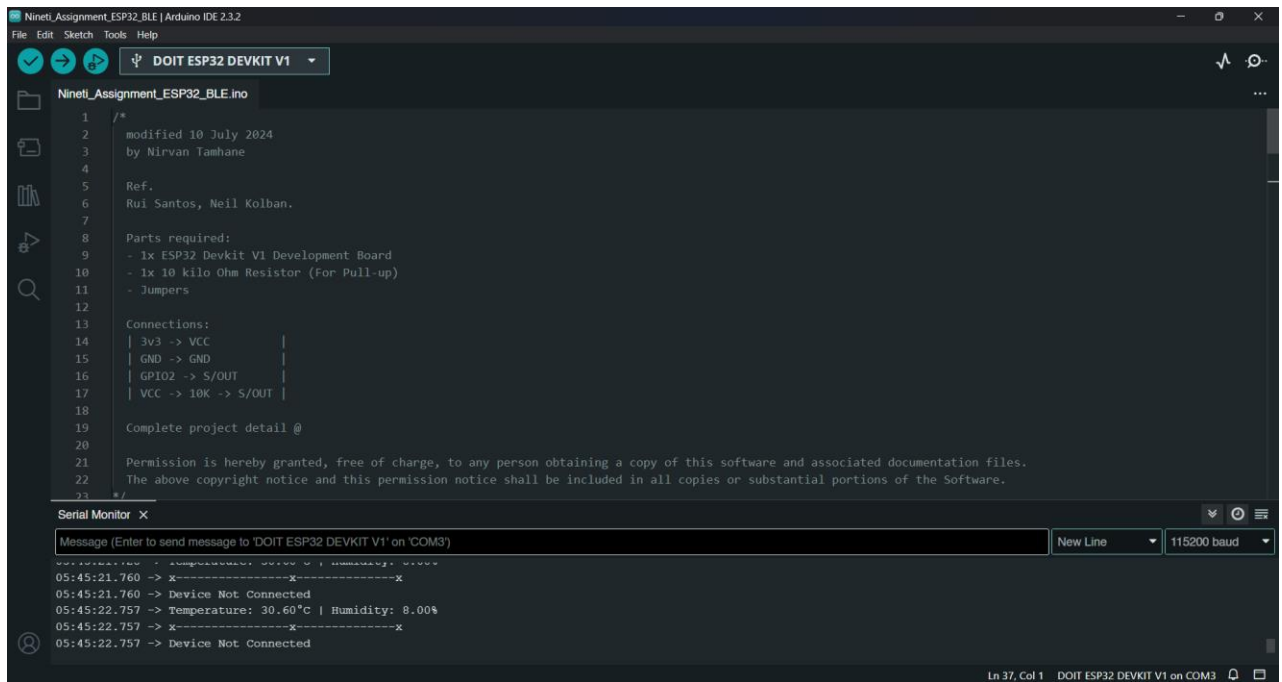 Nineti_Assignment_ESP32_BLE | Arduino IDE 2.3.2
File Edit Sketch Tools Help
DOIT ESP32 DEVKIT V1
Nineti_Assignment_ESP32_BLE.ino
...
1 /*
2 modified 10 July 2024
3 by Nirvan Tamhane
4
5 Ref.
6 Rui Santos, Neil Kolban.
7
8 Parts required:
9 - 1x ESP32 Devkit V1 Development Board
10 - 1x 10 kilo Ohm Resistor (For Pull-up)
11 - Jumpers
12
13 Connections:
14 | 3v3 -> VCC |
15 | GND -> GND |
16 | GPIO2 -> S/OUT |
17 | VCC -> 10K -> S/OUT |
18
19 Complete project detail @
20
21 Permission is hereby granted, free of charge, to any person obtaining a copy of this software and associated documentation files.
22 The above copyright notice and this permission notice shall be included in all copies or substantial portions of the Software.
23 */
Serial Monitor X
Message (Enter to send message to 'DOIT ESP32 DEVKIT V1' on 'COM3') New Line 115200 baud
05:45:21.760 -> x----------------x--------------x
05:45:21.760 -> Device Not Connected
05:45:22.757 -> Temperature: 30.60°C | Humidity: 8.00%
05:45:22.757 -> x----------------x--------------x
05:45:22.757 -> Device Not Connected
Ln 37, Col 1 DOIT ESP32 DEVKIT V1 on COM3